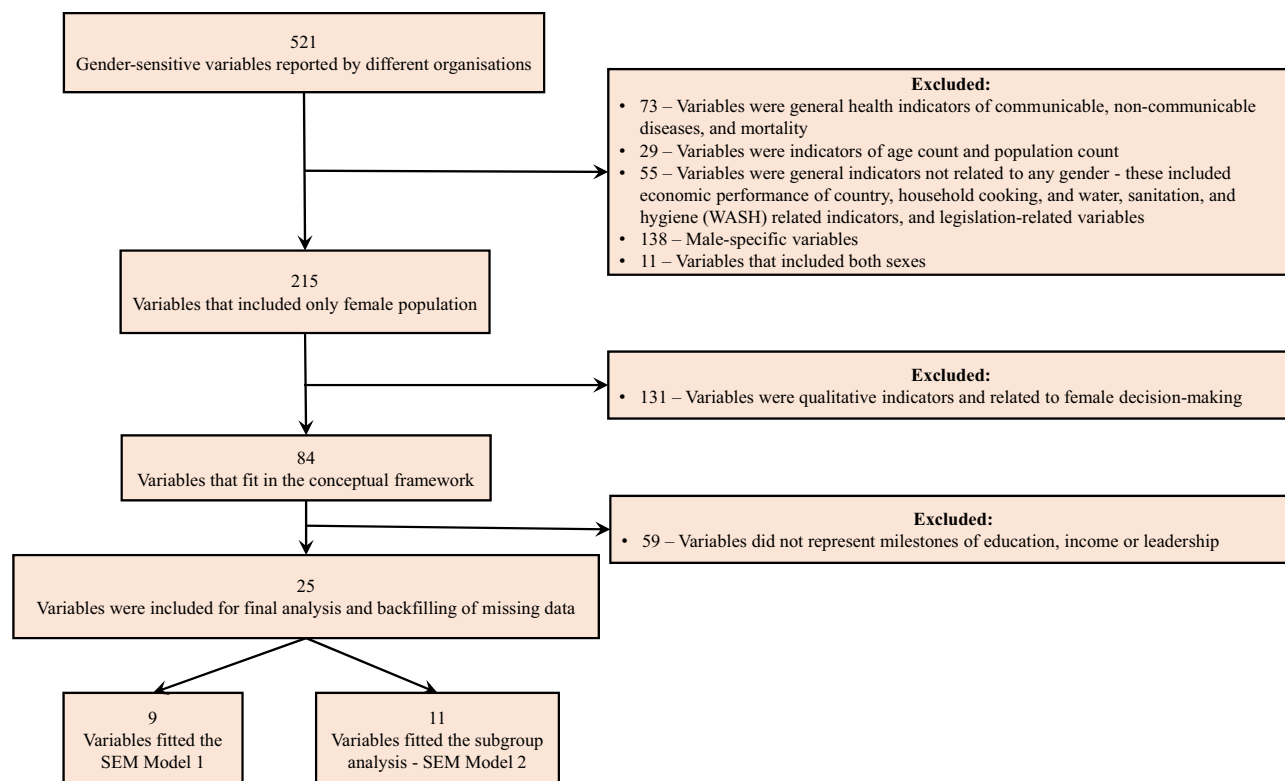 521
Gender-sensitive variables reported by different organisations
Excluded:
• 73 – Variables were general health indicators of communicable, non-communicable
diseases, and mortality
• 29 – Variables were indicators of age count and population count
• 55 – Variables were general indicators not related to any gender - these included
economic performance of country, household cooking, and water, sanitation, and
hygiene (WASH) related indicators, and legislation-related variables
• 138 – Male-specific variables
• 11 – Variables that included both sexes
215
Variables that included only female population
Excluded:
• 131 – Variables were qualitative indicators and related to female decision-making
84
Variables that fit in the conceptual framework
Excluded:
• 59 – Variables did not represent milestones of education, income or leadership
25
Variables were included for final analysis and backfilling of missing data
9
Variables fitted the
SEM Model 1
11
Variables fitted the subgroup
analysis - SEM Model 2